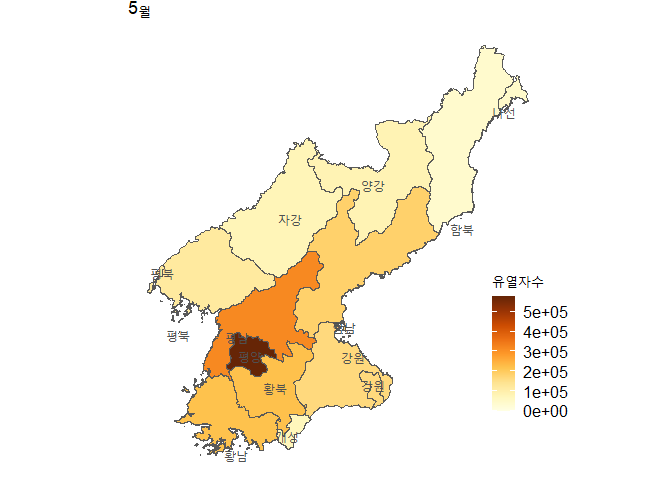 5월
나선
양강
자강
함북
평북
유열자수
평북
함남
평남
평양
강원
황북
강원
개성
황남
5e+05
4e+05
3e+05
2e+05
1e+05
0e+00